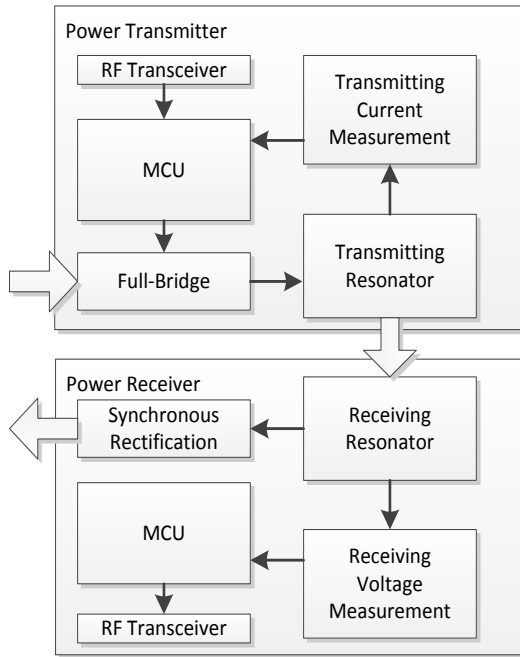 Power Transmitter
RF Transceiver
MCU
Full-Bridge
Transmitting
Current
Measurement
Transmitting
Resonator
Power Receiver
Synchronous
Rectification
Receiving
Resonator
MCU
RF Transceiver
Receiving
Voltage
Measurement